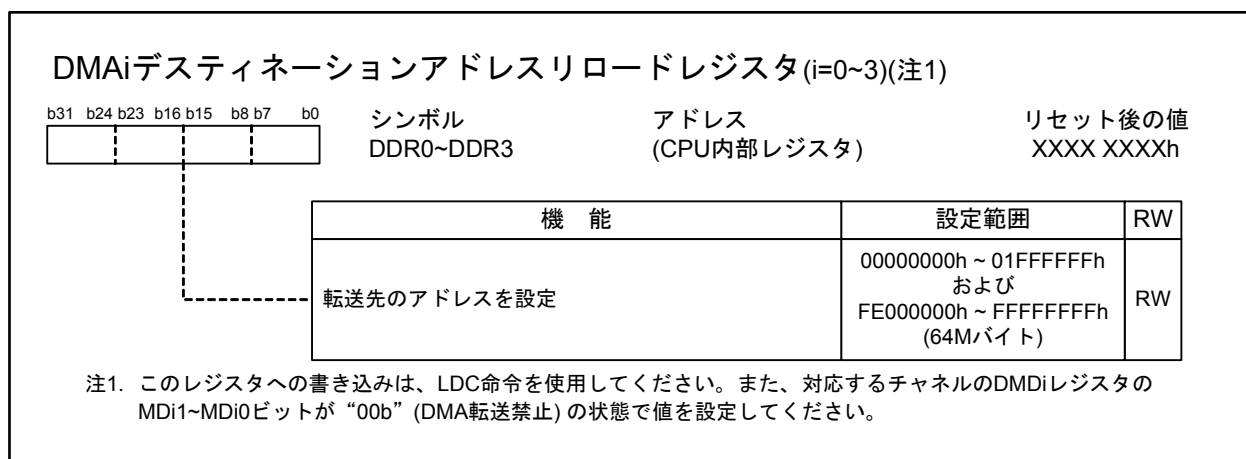 DMAiデスティネーションアドレスリロードレジスタ(i=0~3)(注1)
b31 b24 b23 b16 b15 b8 b7 b0
シンボル アドレス リセット後の値
DDR0~DDR3 (CPU内部レジスタ) XXXX XXXXh
機 能 設定範囲 RW
転送先のアドレスを設定
00000000h ~ 01FFFFFFh
および
FE000000h ~ FFFFFFFFh
(64Mバイト)
RW
注1. このレジスタへの書き込みは、LDC命令を使用してください。また、対応するチャネルのDMDiレジスタの
MDi1~MDi0ビットが“00b” (DMA転送禁止) の状態で値を設定してください。